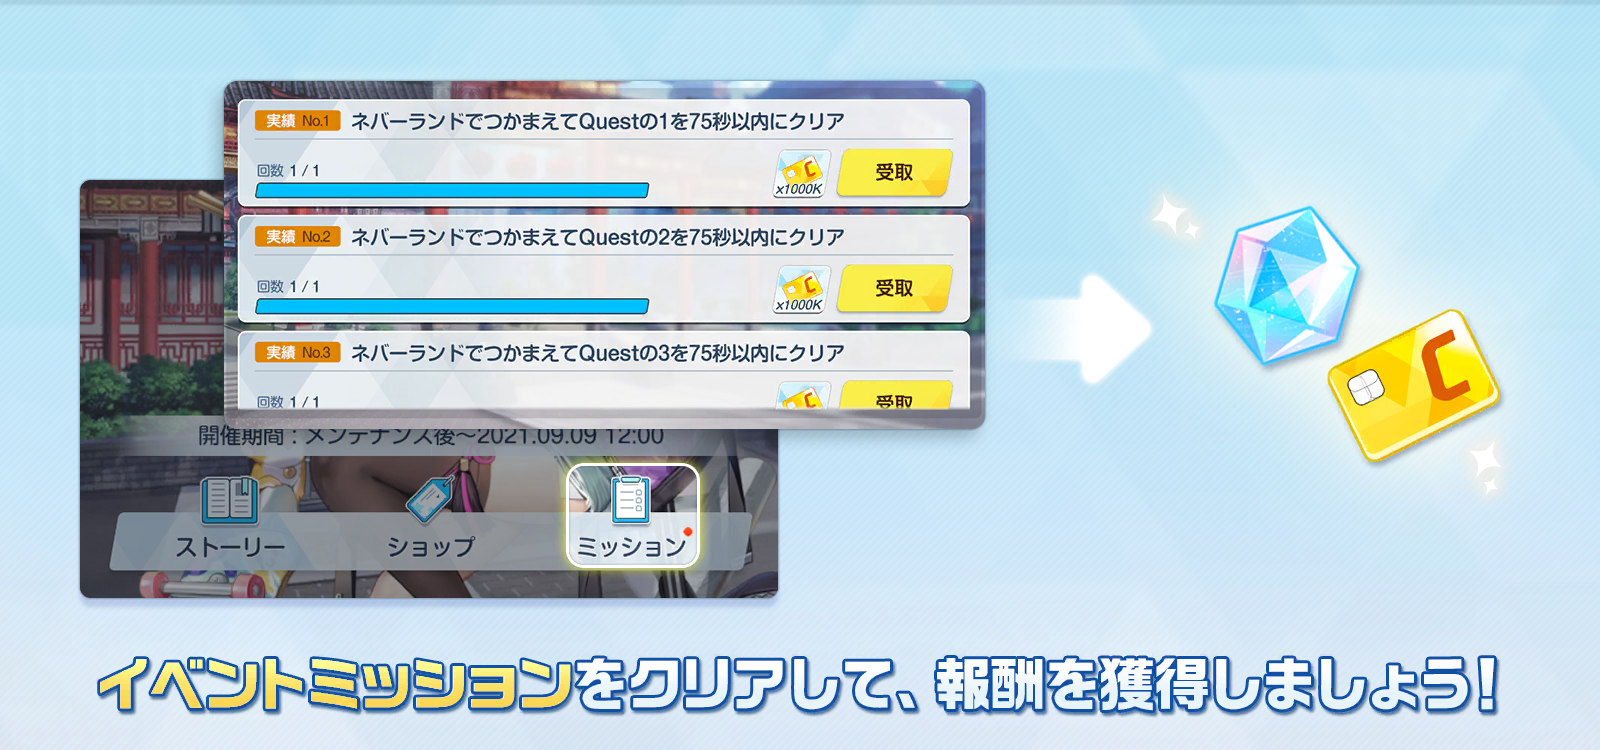 実績 No.1 ネバーランドでつかまえてQuestの1を75秒以内にクリア
回数 1 / 1
x1000K
受取
実績 No.2 ネバーランドでつかまえてQuestの2を75秒以内にクリア
回数 1 / 1
x1000K
受取
実績 No.3 ネバーランドでつかまえてQuestの3を75秒以内にクリア
回数 1 / 1
受取
開催期間 : メンテナンス後～2021.09.09 12:00
ストーリー
ショップ
ミッション
イベントミッションをクリアして、報酬を獲得しましょう!